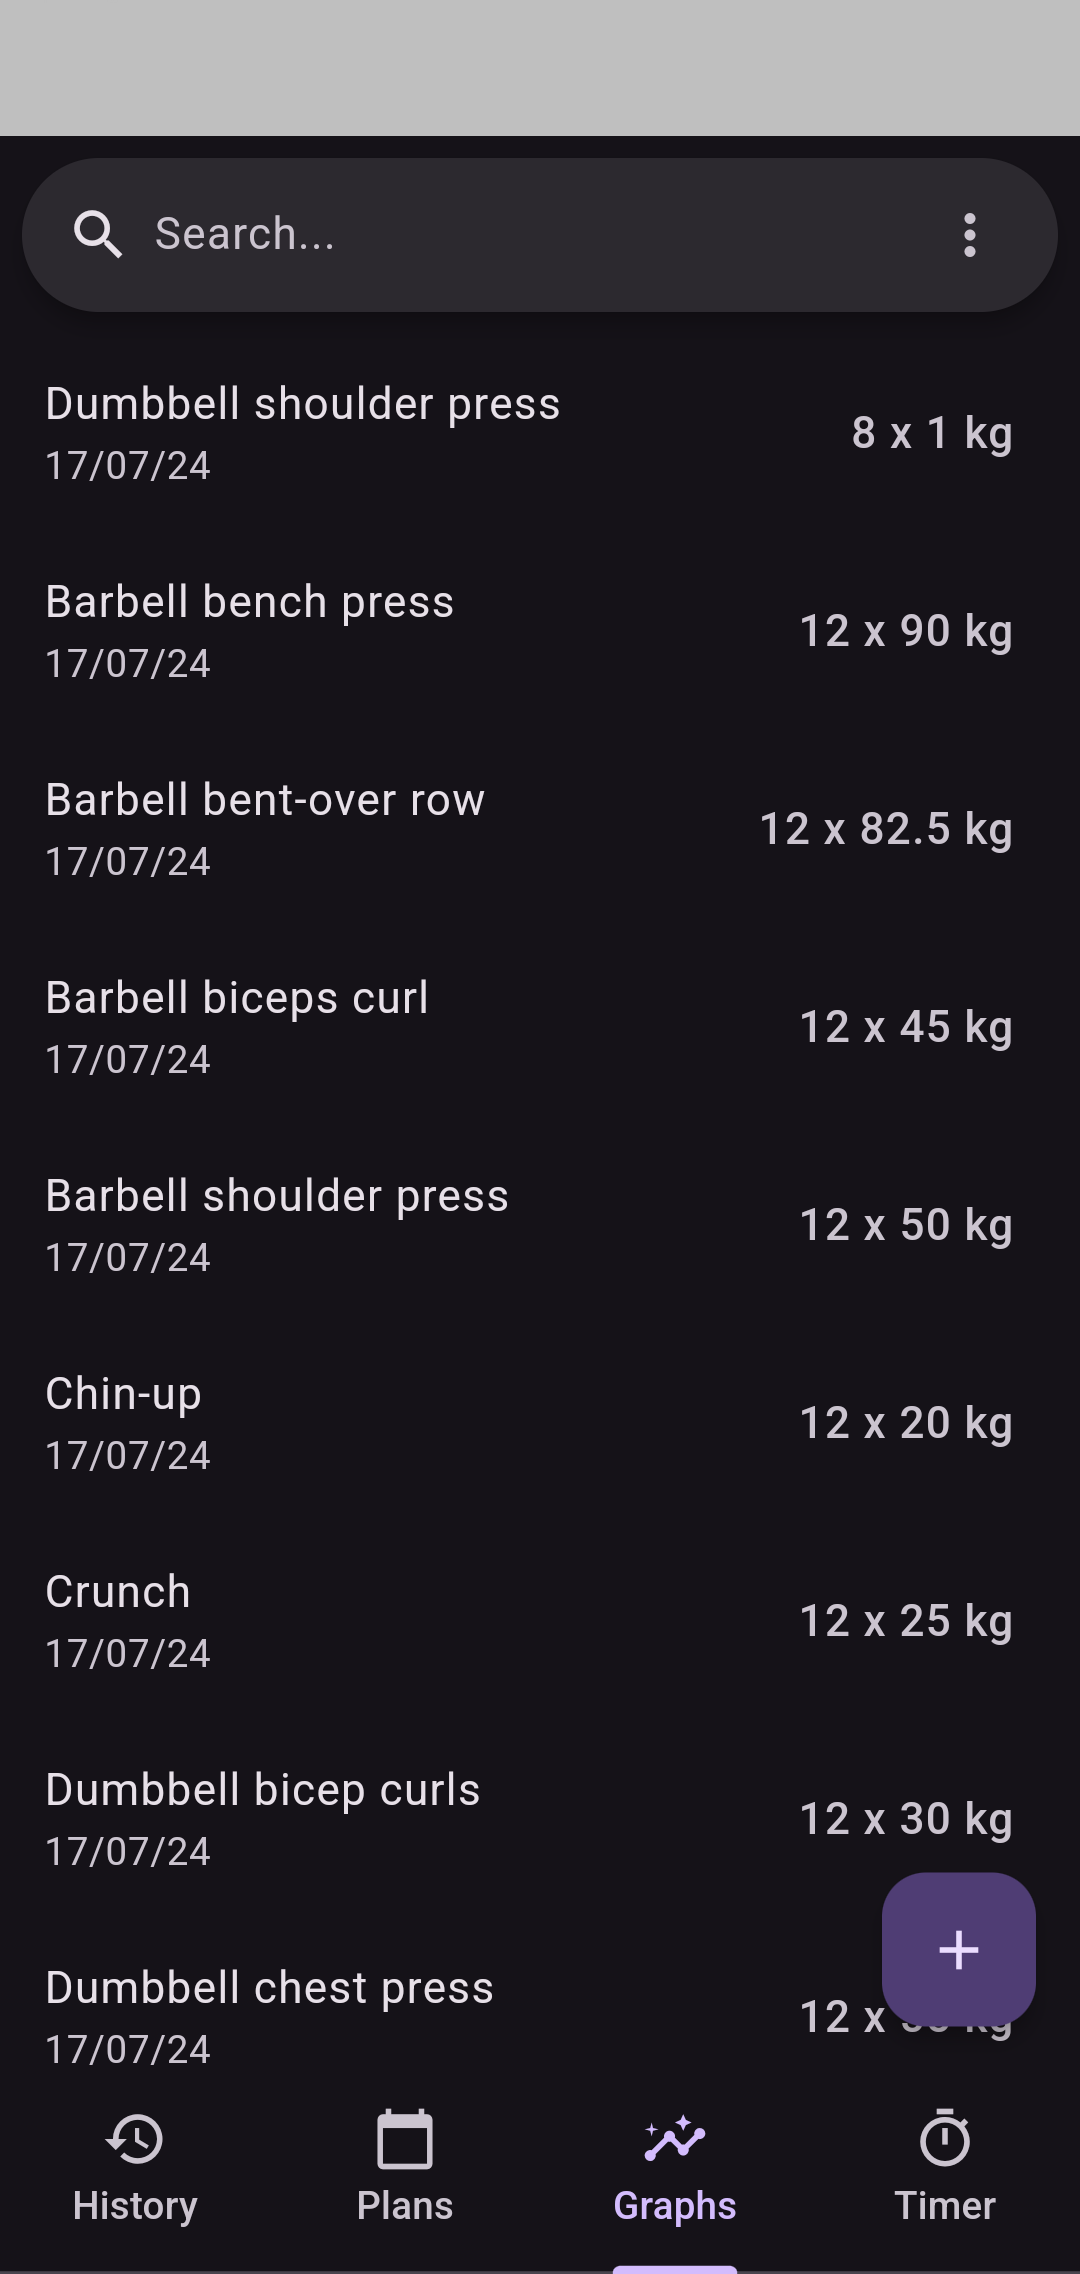 Search...
Dumbbell shoulder press
8 x 1 kg
17/07/24
Barbell bench press
12 x 90 kg
17/07/24
Barbell bent-over row
12 x 82.5 kg
17/07/24
Barbell biceps curl
12 x 45 kg
17/07/24
Barbell shoulder press
12 x 50 kg
17/07/24
Chin-up
12 x 20 kg
17/07/24
Crunch
12 x 25 kg
17/07/24
Dumbbell bicep curls
12 x 30 kg
17/07/24
Dumbbell chest press
12 x kg
17/07/24
History
Plans
Graphs
Timer